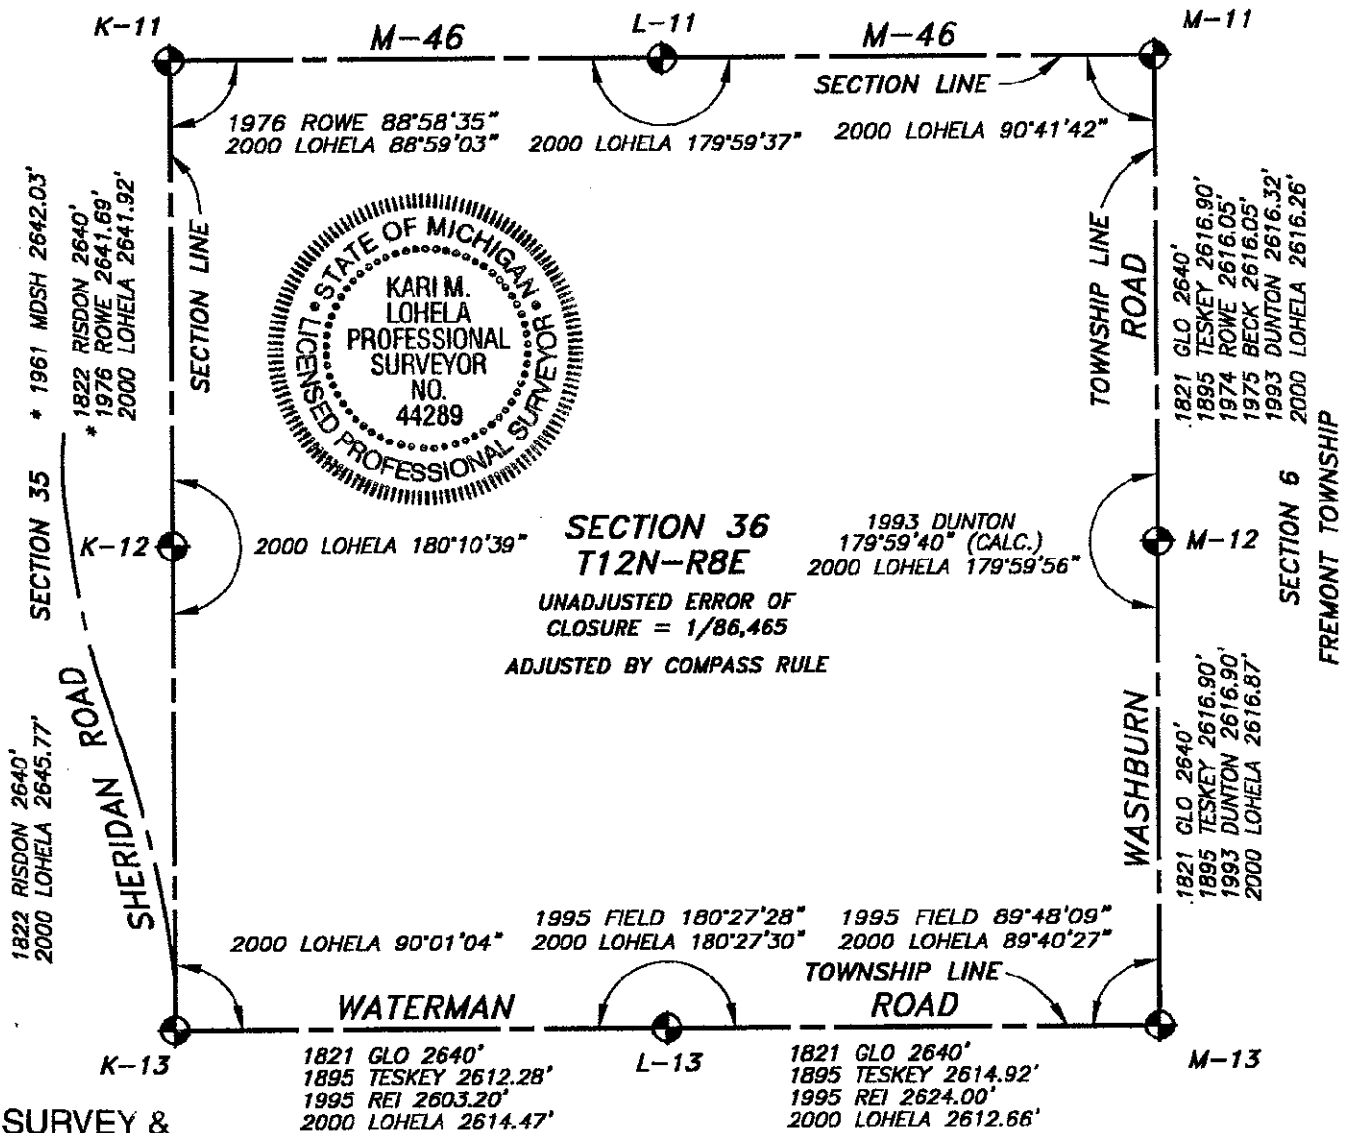 K-11
M-46
L-11
M-46
M-11
SECTION LINE
1976 ROWE 88°58'35"
2000 LOHELA 88°59'03"
2000 LOHELA 179°59'37"
2000 LOHELA 90°41'42"
* 1961 MDSH 2642.03'
1822 RISDON 2640'
* 1976 ROWE 2641.69'
2000 LOHELA 2641.92'
SECTION LINE
STATE OF MICHIGAN
KARI M.
LOHELA
PROFESSIONAL
SURVEYOR
NO.
44289
LICENSED PROFESSIONAL SURVEYOR
TOWNSHIP LINE
ROAD
1821 GLO 2640'
1895 TESKEY 2616.90'
1974 ROWE 2616.05'
1975 BECK 2616.05'
1993 DUNTON 2616.32'
2000 LOHELA 2616.26'
SECTION 35
K-12
2000 LOHELA 180°10'39"
SECTION 36
T12N-R8E
UNADJUSTED ERROR OF
CLOSURE = 1/86,465
ADJUSTED BY COMPASS RULE
1993 DUNTON
179°59'40" (CALC.)
2000 LOHELA 179°59'56"
M-12
SECTION 6
FREMONT TOWNSHIP
1822 RISDON 2640'
2000 LOHELA 2645.77'
SHERIDAN ROAD
WASHBURN
1821 GLO 2640'
1895 TESKEY 2616.90'
1993 DUNTON 2616.90'
2000 LOHELA 2616.87'
2000 LOHELA 90°01'04"
1995 FIELD 180°27'28"
2000 LOHELA 180°27'30"
1995 FIELD 89°48'09"
2000 LOHELA 89°40'27"
TOWNSHIP LINE
WATERMAN
ROAD
K-13
1821 GLO 2640'
1895 TESKEY 2612.28'
1995 REI 2603.20'
2000 LOHELA 2614.47'
L-13
1821 GLO 2640'
1895 TESKEY 2614.92'
1995 REI 2624.00'
2000 LOHELA 2612.66'
M-13
SURVEY &